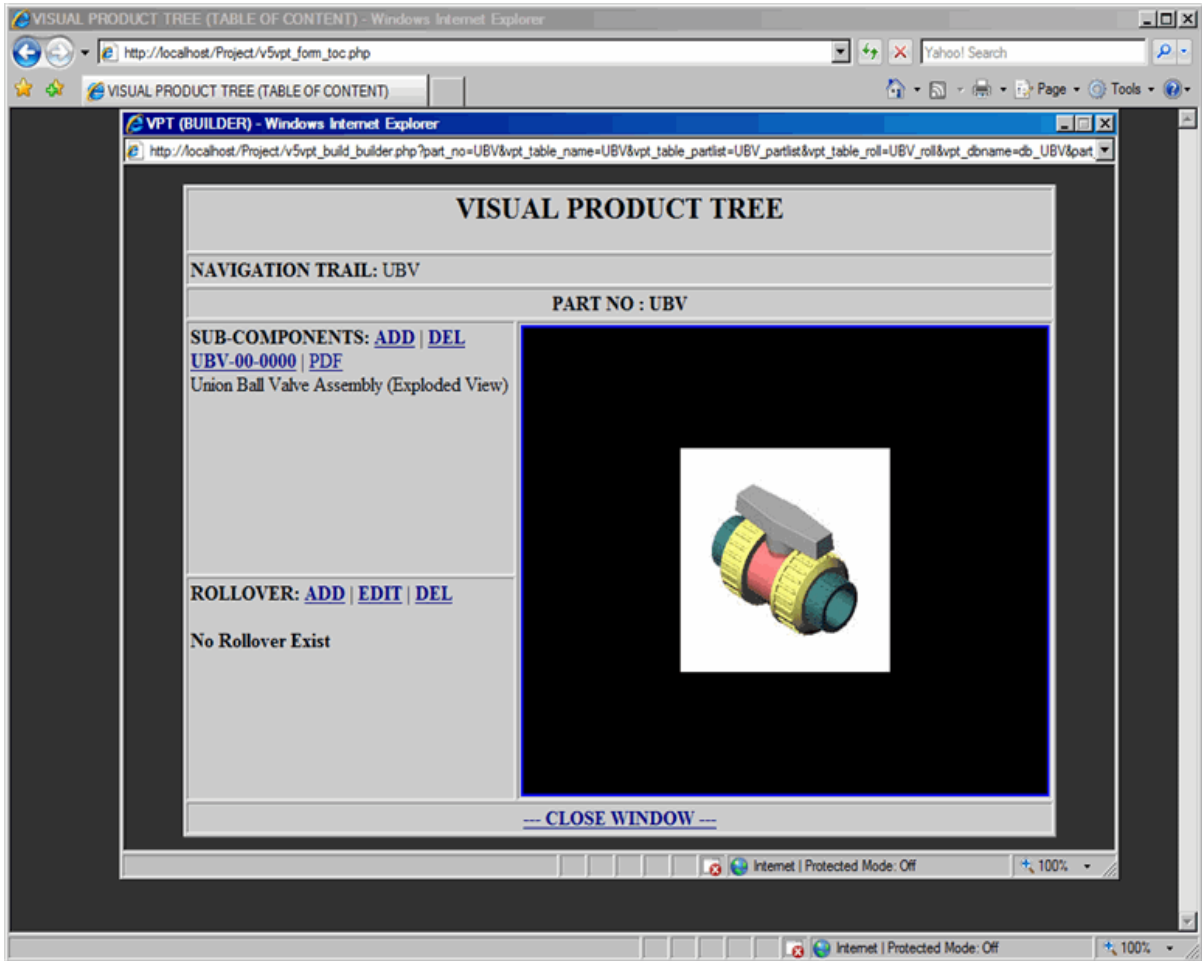 VISUAL PRODUCT TREE (TABLE OF CONTENT) - Windows Internet Explorer
http://localhost/Project/v5vpt_form_toc.php
Yahoo! Search
VISUAL PRODUCT TREE (TABLE OF CONTENT)
Page
Tools
VPT (BUILDER) - Windows Internet Explorer
http://localhost/Project/v5vpt_build_builder.php?part_no=UBV&vpt_table_name=UBV&vpt_table_partlist=UBV_partlist&vpt_table_roll=UBV_roll&vpt_dbname=db_UBV&part_
VISUAL PRODUCT TREE
NAVIGATION TRAIL: UBV
PART NO : UBV
SUB-COMPONENTS: ADD | DEL
UBV-00-0000 | PDF
Union Ball Valve Assembly (Exploded View)
ROLLOVER: ADD | EDIT | DEL
No Rollover Exist
--- CLOSE WINDOW ---
Internet | Protected Mode: Off
100%
Internet | Protected Mode: Off
100%